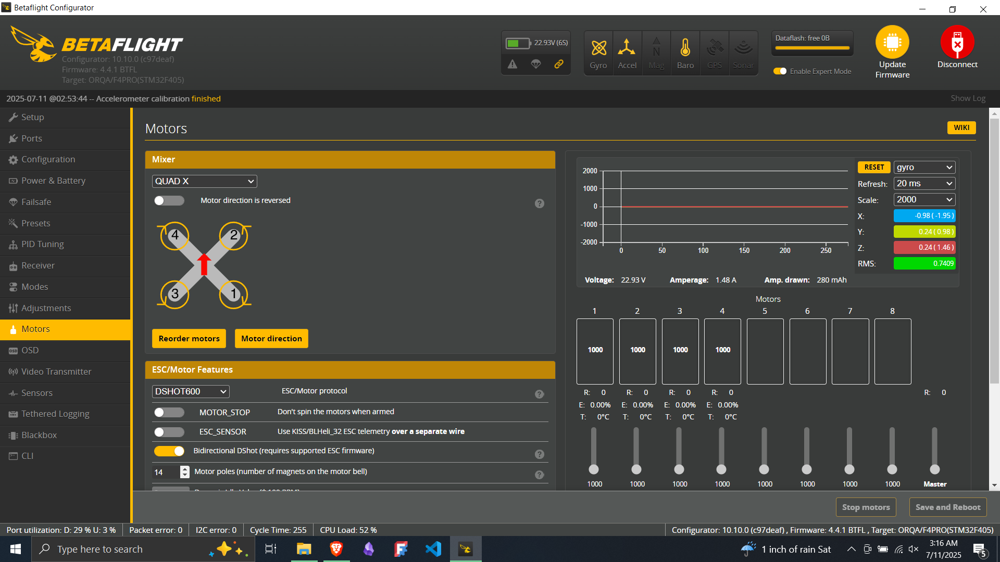 Betaflight Configurator
BETAFLIGHT
Configurator: 10.10.0 (c97deaf)
Firmware: 4.4.1 BTFL
Target: ORQA/F4PRO(STM32F405)
22.93V (6S)
Gyro
Accel
N
Mag
Baro
GPS
Sonar
Dataflash: free 0B
Enable Expert Mode
Update
Firmware
Disconnect
2025-07-11 @02:53:44 -- Accelerometer calibration finished
Show Log
Setup
Ports
Configuration
Power & Battery
Failsafe
Presets
PID Tuning
Receiver
Modes
Adjustments
Motors
OSD
Video Transmitter
Sensors
Tethered Logging
Blackbox
CLI
Motors
WIKI
Mixer
QUAD X
Motor direction is reversed
?
4
2
3
1
Reorder motors
Motor direction
ESC/Motor Features
DSHOT600
ESC/Motor protocol
?
MOTOR_STOP
Don't spin the motors when armed
ESC_SENSOR
Use KISS/BLHeli_32 ESC telemetry over a separate wire
Bidirectional DShot (requires supported ESC firmware)
?
14
Motor poles (number of magnets on the motor bell)
?
2000
1000
0
-1000
-2000
0 50 100 150 200 250
RESET
gyro
Refresh: 20 ms
Scale: 2000
X: -0.98 ( -1.95 )
Y: 0.24 ( 0.98 )
Z: 0.24 ( 1.46 )
RMS: 0.7409
Voltage: 22.93 V Amperage: 1.48 A Amp. drawn: 280 mAh
Motors
1 2 3 4 5 6 7 8
1000 1000 1000 1000
R: 0 R: 0 R: 0 R: 0 R: 0
E: 0.00% E: 0.00% E: 0.00% E: 0.00%
T: 0°C T: 0°C T: 0°C T: 0°C
1000 1000 1000 1000 1000 1000 1000 1000 Master
Stop motors
Save and Reboot
Port utilization: D: 29 % U: 3 %
Packet error: 0
I2C error: 0
Cycle Time: 255
CPU Load: 52 %
Configurator: 10.10.0 (c97deaf) , Firmware: 4.4.1 BTFL , Target: ORQA/F4PRO(STM32F405)
Type here to search
1 inch of rain Sat
3:16 AM
7/11/2025
5